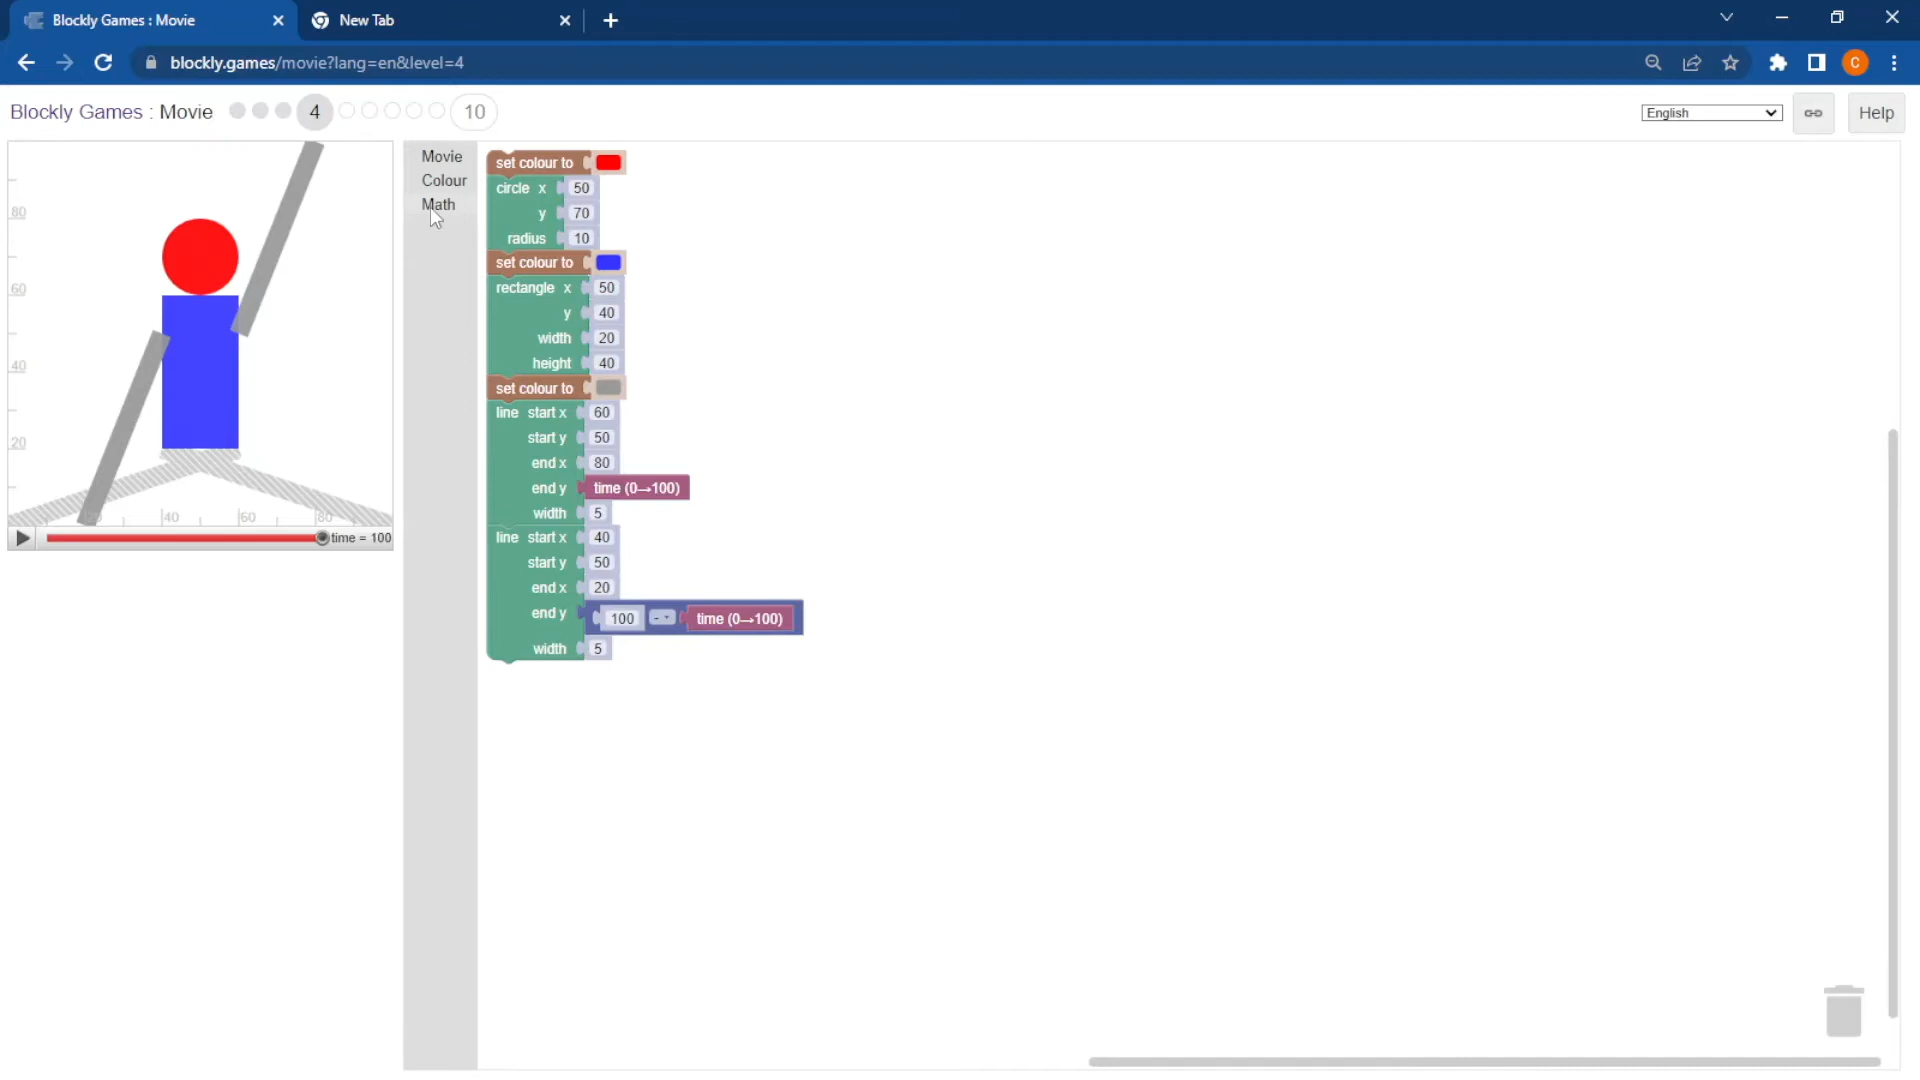 Blockly Games : Movie
New Tab
blockly.games/movie?lang=en&level=4
C
Blockly Games : Movie
4
10
English
Help
80
60
40
20
40
60
80
time = 100
Movie
Colour
Math
set colour to
circle x 50
y 70
radius 10
set colour to
rectangle x 50
y 40
width 20
height 40
set colour to
line start x 60
start y 50
end x 80
end y time (0→100)
width 5
line start x 40
start y 50
end x 20
end y 100 - time (0→100)
width 5